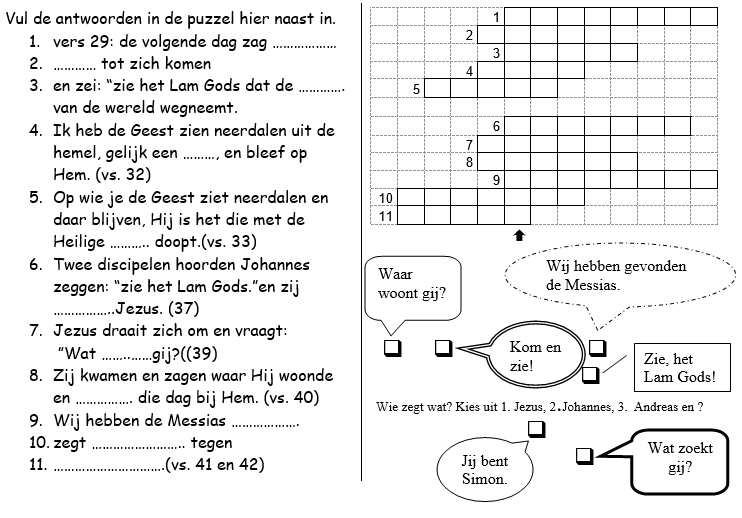 Vul de antwoorden in de puzzel hier naast in.
1. vers 29: de volgende dag zag ………………
2. ………… tot zich komen
3. en zei: “zie het Lam Gods dat de ………….
van de wereld wegneemt.
4. Ik heb de Geest zien neerdalen uit de
hemel, gelijk een ………, en bleef op
Hem. (vs. 32)
5. Op wie je de Geest ziet neerdalen en
daar blijven, Hij is het die met de
Heilige ……….. doopt.(vs. 33)
6. Twee discipelen hoorden Johannes
zeggen: “zie het Lam Gods.”en zij
……………..Jezus. (37)
7. Jezus draait zich om en vraagt:
“Wat ……..……gij?((39)
8. Zij kwamen en zagen waar Hij woonde
en ……………. die dag bij Hem. (vs. 40)
9. Wij hebben de Messias ……………….
10. zegt …………………….. tegen
11. ………………………….(vs. 41 en 42)
1
2
3
4
5
6
7
8
9
10
11
Waar
woont gij?
Wij hebben gevonden
de Messias.
Kom en
zie!
Zie, het
Lam Gods!
Wie zegt wat? Kies uit 1. Jezus, 2.Johannes, 3. Andreas en ?
Jij bent
Simon.
Wat zoekt
gij?